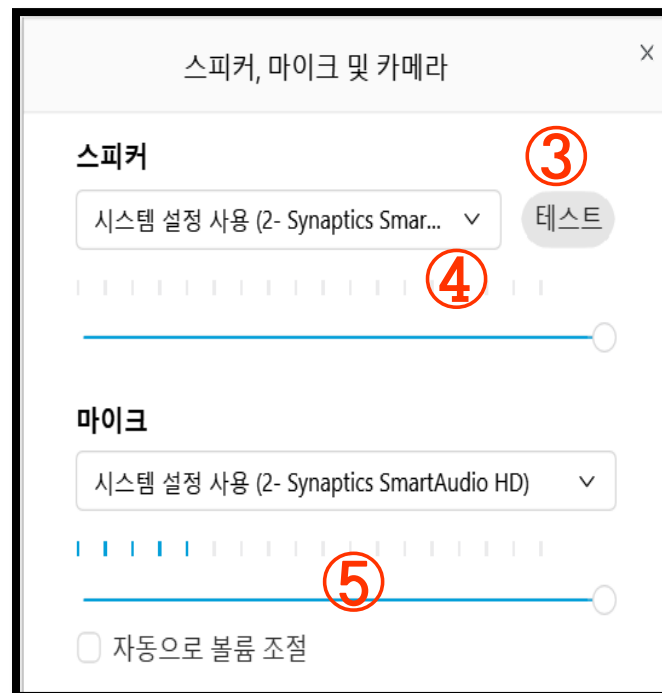 스피커, 마이크 및 카메라 X
스피커 ③
시스템 설정 사용 (2- Synaptics Smar... 테스트
④
마이크
시스템 설정 사용 (2- Synaptics SmartAudio HD)
⑤
자동으로 볼륨 조절